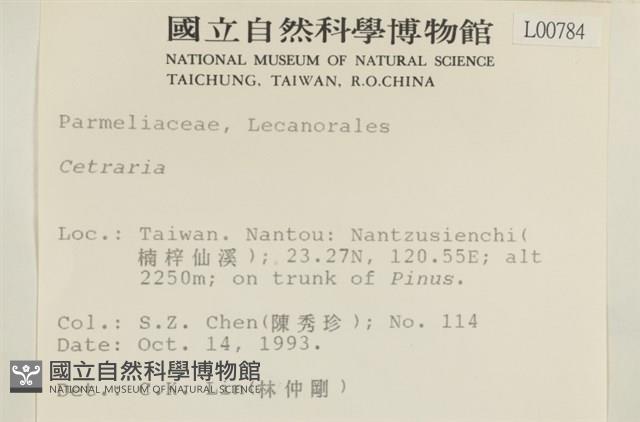 國立自然科學博物館
L00784
NATIONAL MUSEUM OF NATURAL SCIENCE
TAICHUNG, TAIWAN, R.O.CHINA
Parmeliaceae, Lecanorales
Cetraria
Loc.: Taiwan. Nantou: Nantzusienchi(
楠梓仙溪); 23.27N, 120.55E; alt
2250m; on trunk of Pinus.
Col.: S.Z. Chen(陳秀珍); No. 114
Date: Oct. 14, 1993.
國立自然科學博物館
NATIONAL MUSEUM OF NATURAL SCIENCE
(林仲剛)